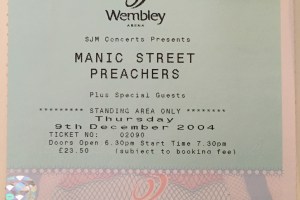 Wembley
ARENA
SJM Concerts Presents
MANIC STREET
PREACHERS
Plus Special Guests
********* STANDING AREA ONLY *********
Thursday
9th December 2004
TICKET NO: 02090
Doors Open 6.30pm Start Time 7.30pm
£23.50 (subject to booking fee)